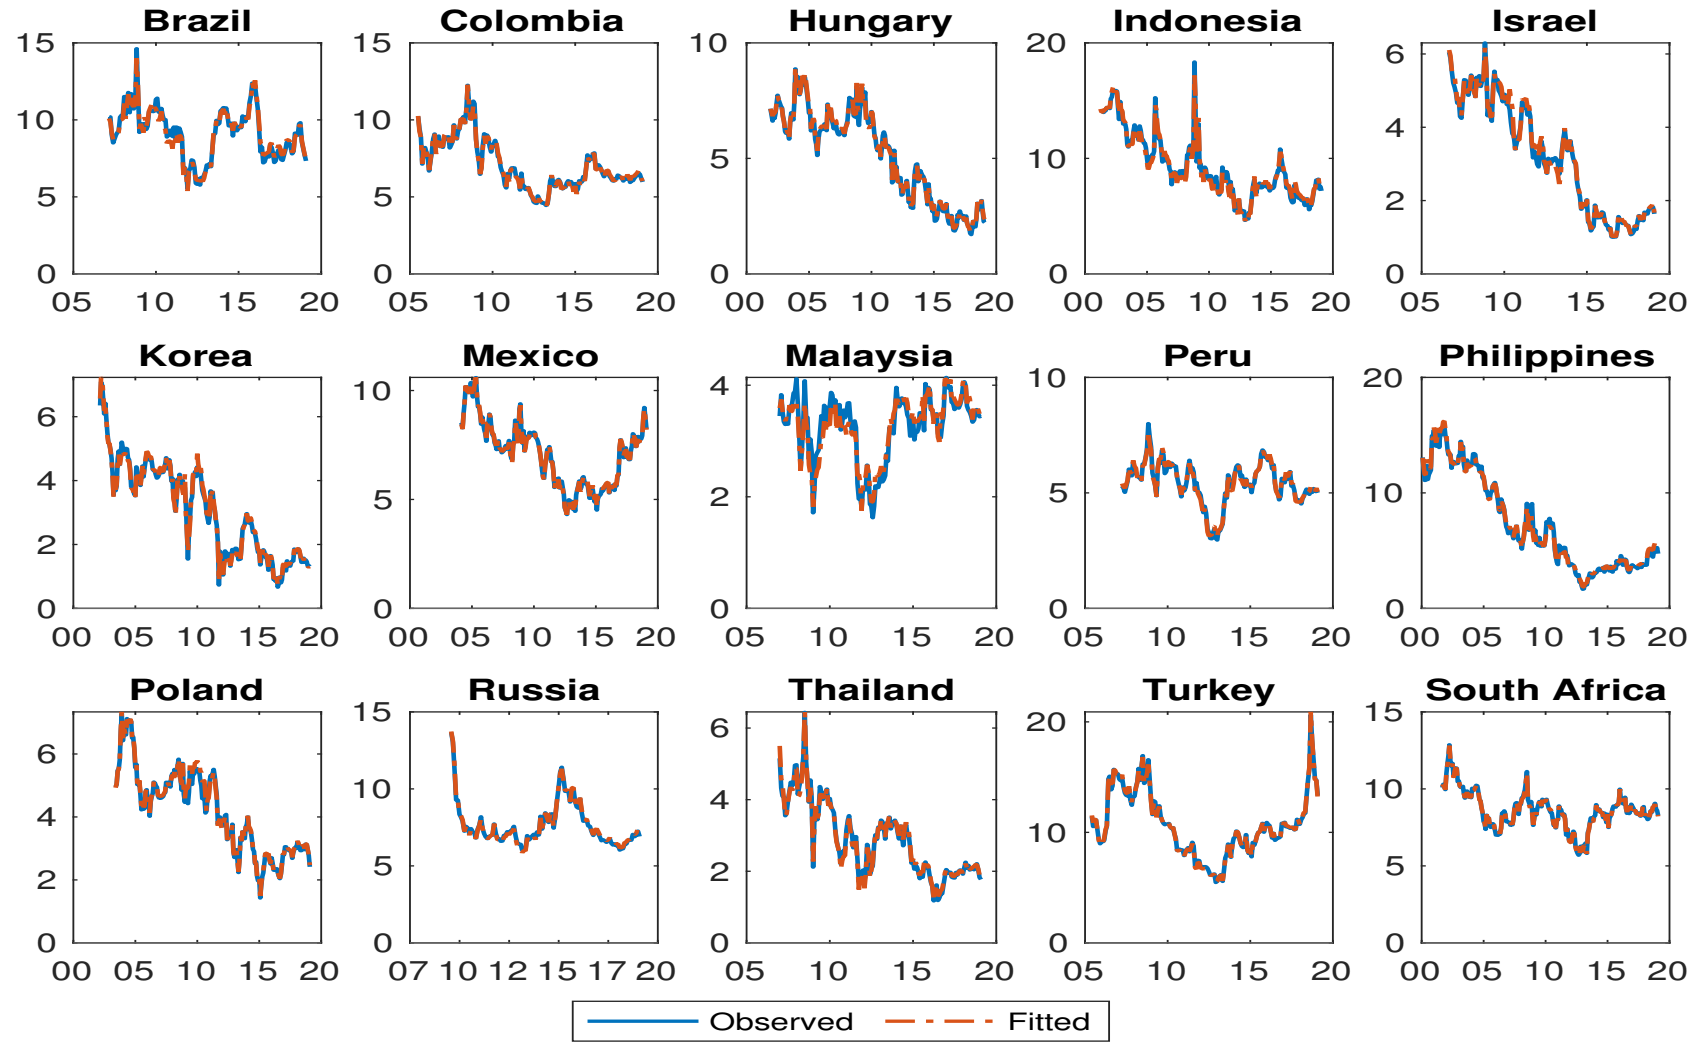 Brazil Colombia Hungary Indonesia Israel
15 15 10 20 6
10 10 5 10 4
5 5 2
0 0 0 0 0
05 10 15 20 05 10 15 20 00 05 10 15 20 00 05 10 15 20 05 10 15 20
Korea Mexico Malaysia Peru Philippines
6 10 4 10 20
4 5 2 5 10
2
0 0 0 0 0
00 05 10 15 20 00 05 10 15 20 05 10 15 20 05 10 15 20 00 05 10 15 20
Poland Russia Thailand Turkey South Africa
6 15 6 20 15
4 10 4 10 10
2 5 2 5
0 0 0 0 0
00 05 10 15 20 07 10 12 15 17 20 05 10 15 20 05 10 15 20 00 05 10 15 20
Observed Fitted